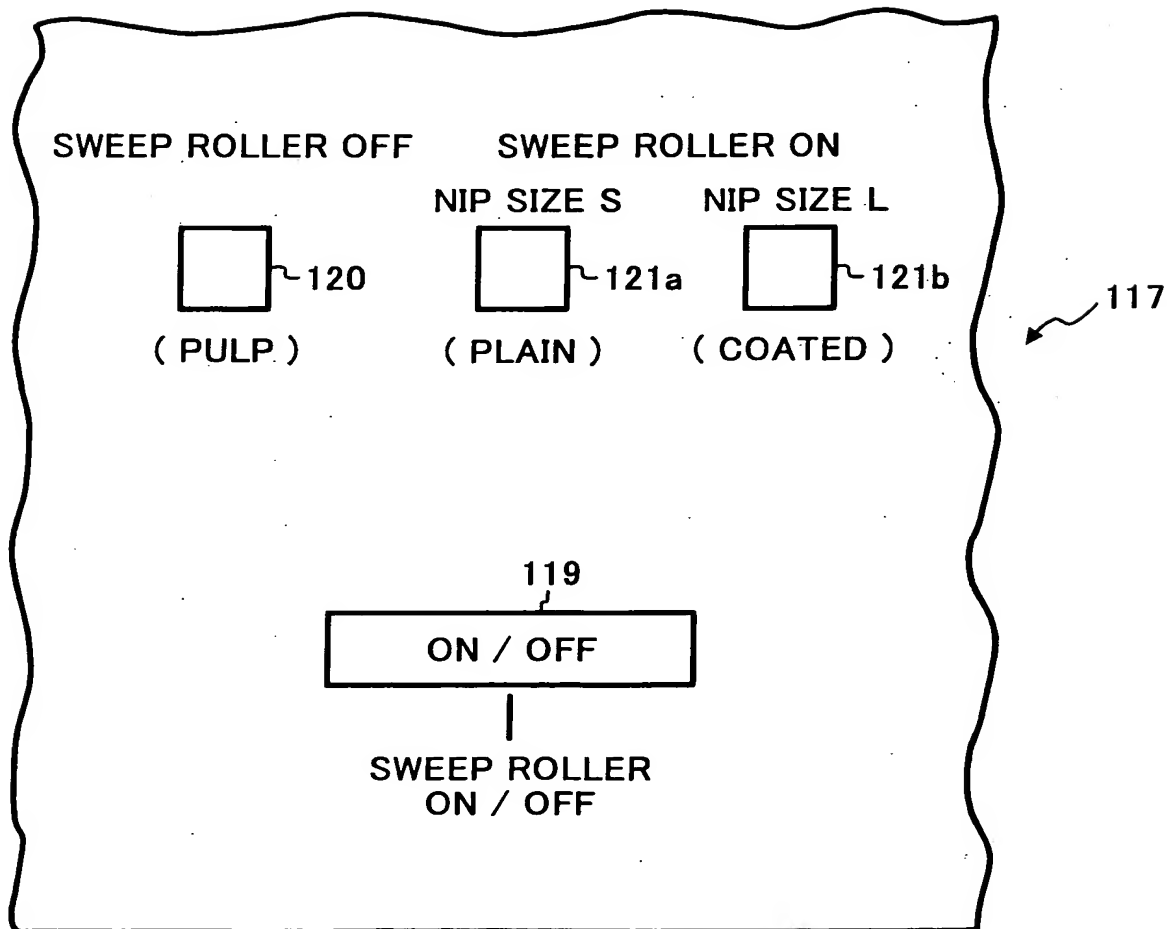 SWEEP ROLLER OFF SWEEP ROLLER ON
NIP SIZE S NIP SIZE L
120 121a 121b
117
( PULP ) ( PLAIN ) ( COATED )
119
ON / OFF
SWEEP ROLLER
ON / OFF